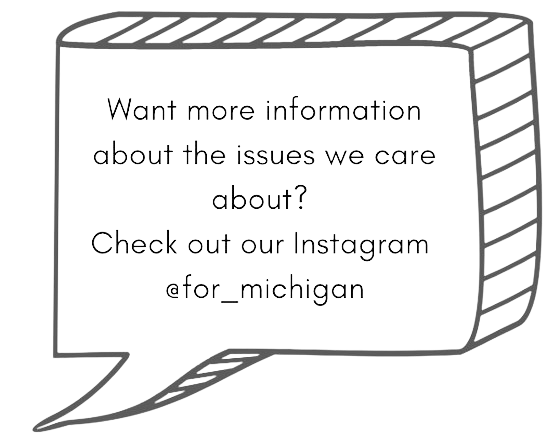 Want more information
about the issues we care
about?
Check out our Instagram
@for_michigan